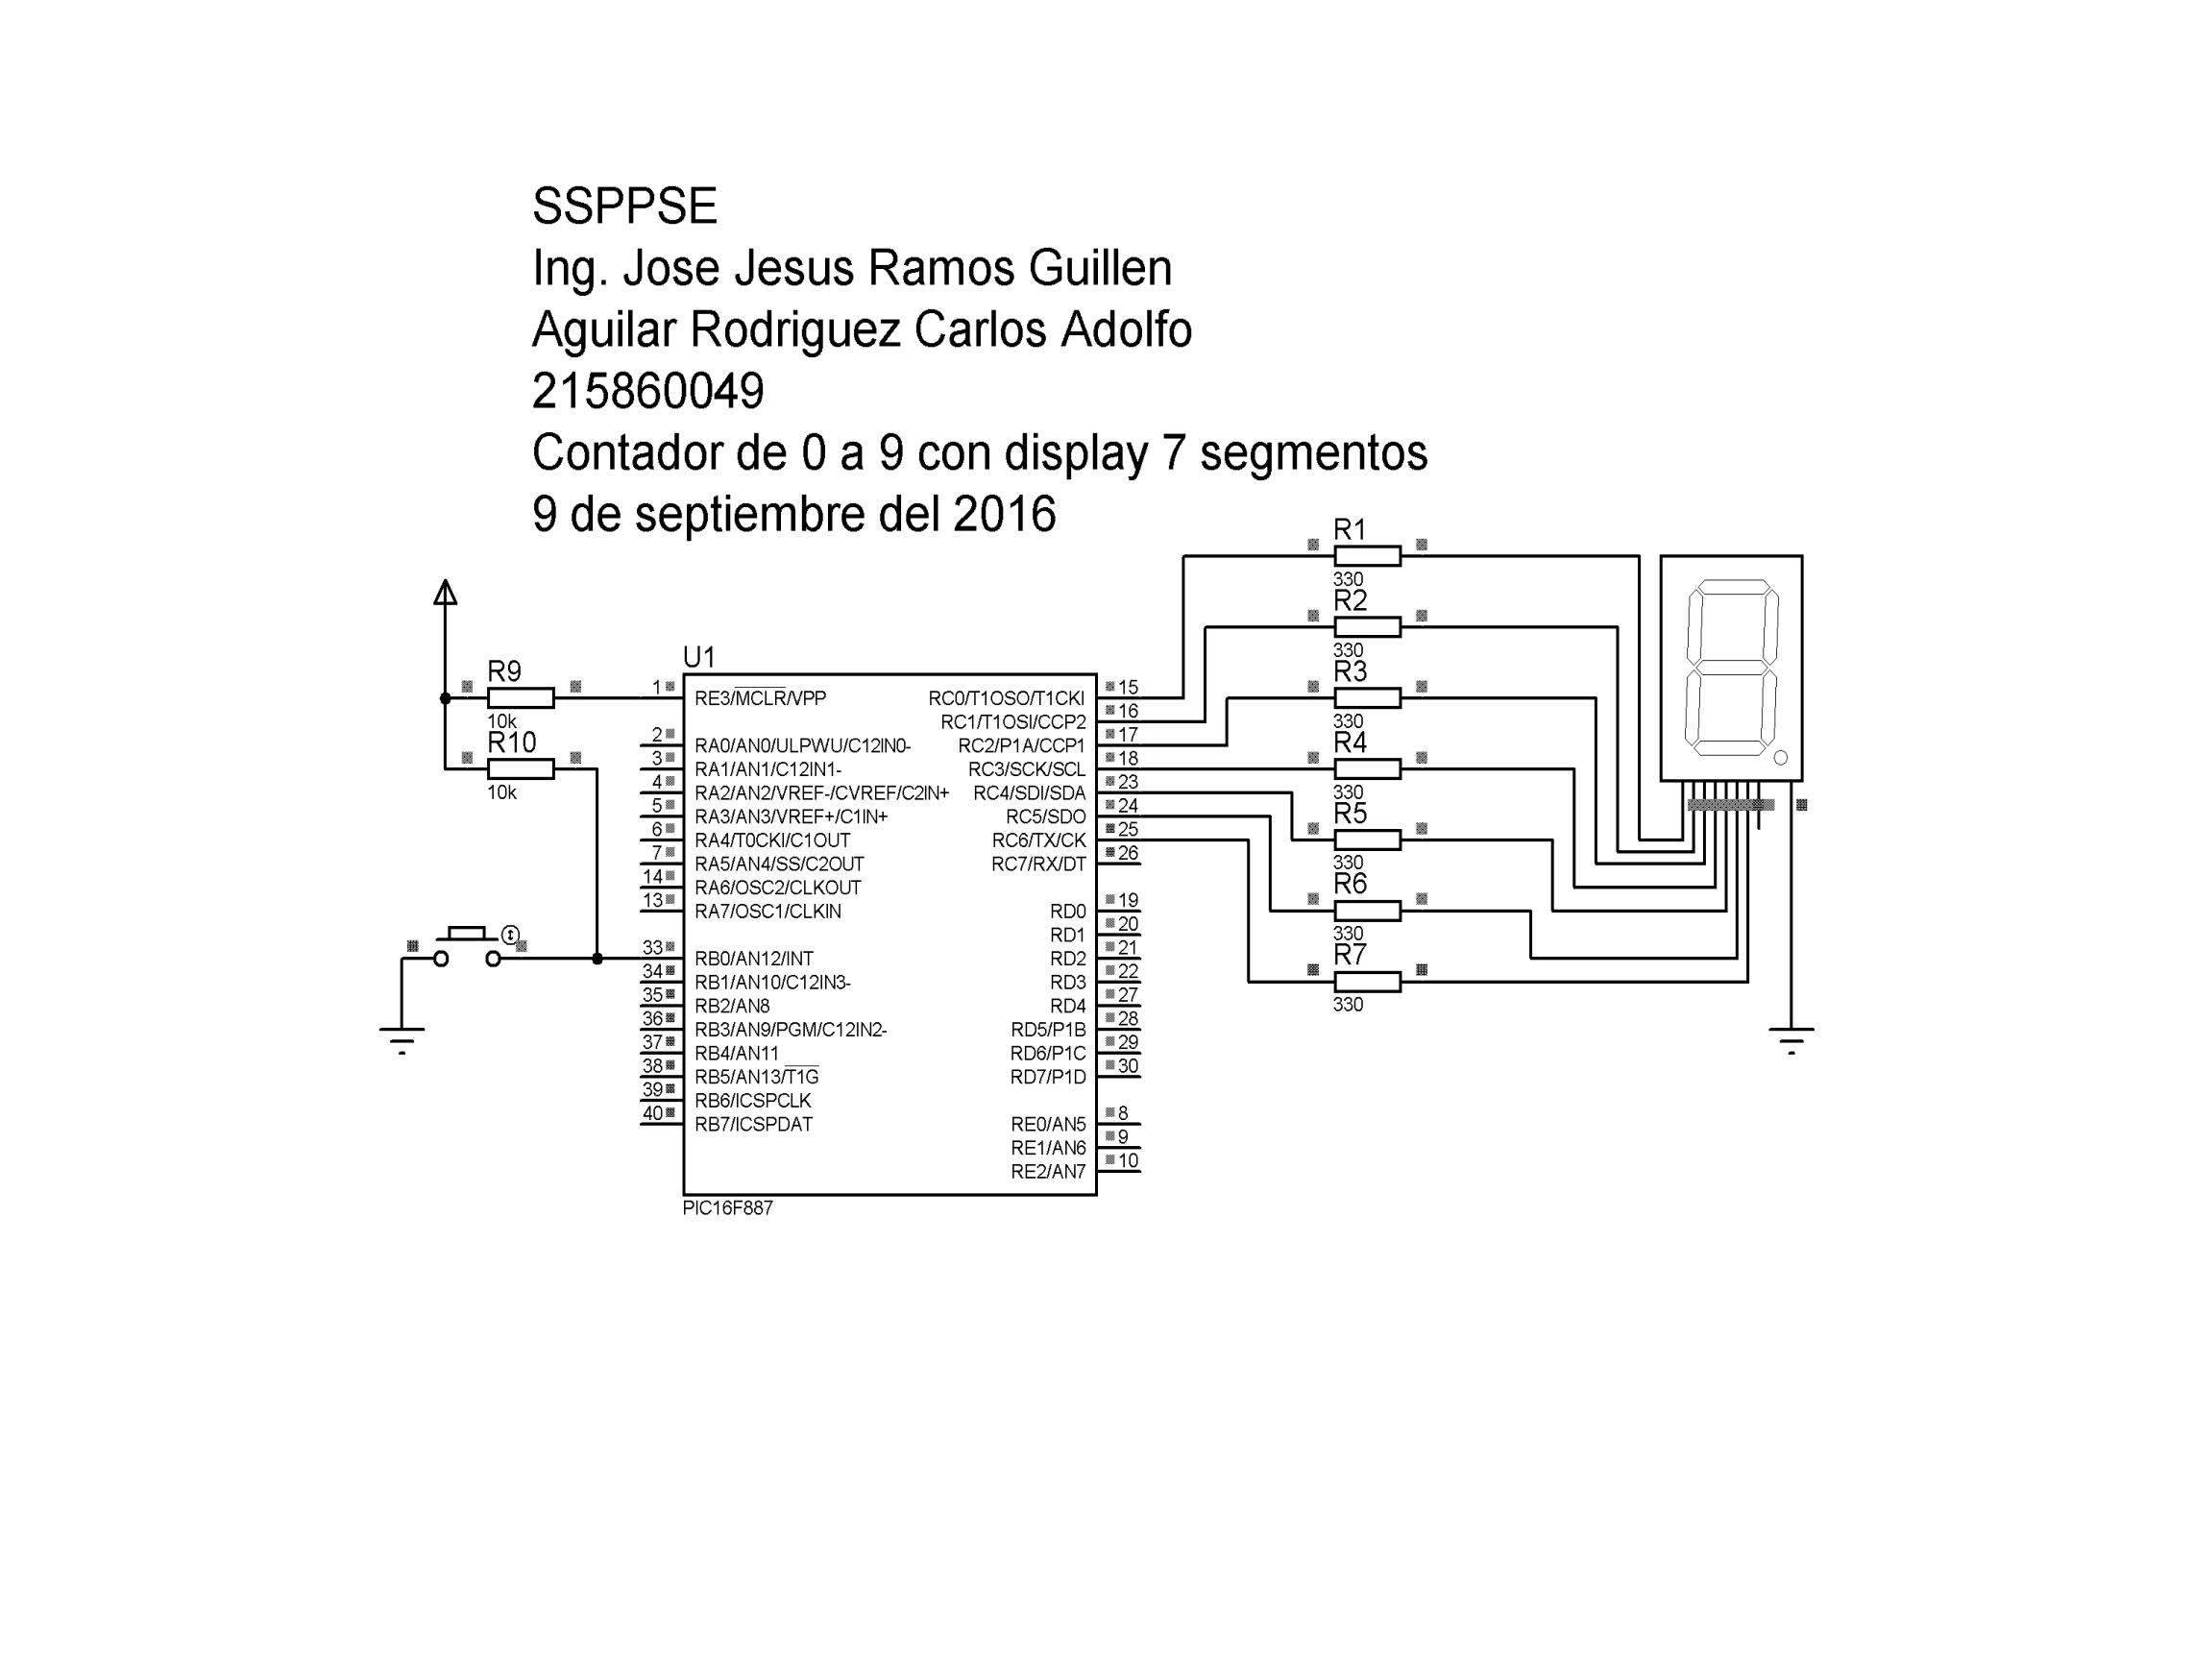 SSPPSE
Ing. Jose Jesus Ramos Guillen
Aguilar Rodriguez Carlos Adolfo
215860049
Contador de 0 a 9 con display 7 segmentos
9 de septiembre del 2016
R1
330
R2
330
R3
330
R4
330
R5
330
R6
330
R7
330
R9
10k
R10
10k
U1
1 RE3/MCLR/VPP
2 RA0/AN0/ULPWU/C12IN0-
3 RA1/AN1/C12IN1-
4 RA2/AN2/VREF-/CVREF/C2IN+
5 RA3/AN3/VREF+/C1IN+
6 RA4/T0CKI/C1OUT
7 RA5/AN4/SS/C2OUT
14 RA6/OSC2/CLKOUT
13 RA7/OSC1/CLKIN
33 RB0/AN12/INT
34 RB1/AN10/C12IN3-
35 RB2/AN8
36 RB3/AN9/PGM/C12IN2-
37 RB4/AN11
38 RB5/AN13/T1G
39 RB6/ICSPCLK
40 RB7/ICSPDAT
RC0/T1OSO/T1CKI 15
RC1/T1OSI/CCP2 16
RC2/P1A/CCP1 17
RC3/SCK/SCL 18
RC4/SDI/SDA 23
RC5/SDO 24
RC6/TX/CK 25
RC7/RX/DT 26
RD0 19
RD1 20
RD2 21
RD3 22
RD4 27
RD5/P1B 28
RD6/P1C 29
RD7/P1D 30
RE0/AN5 8
RE1/AN6 9
RE2/AN7 10
PIC16F887